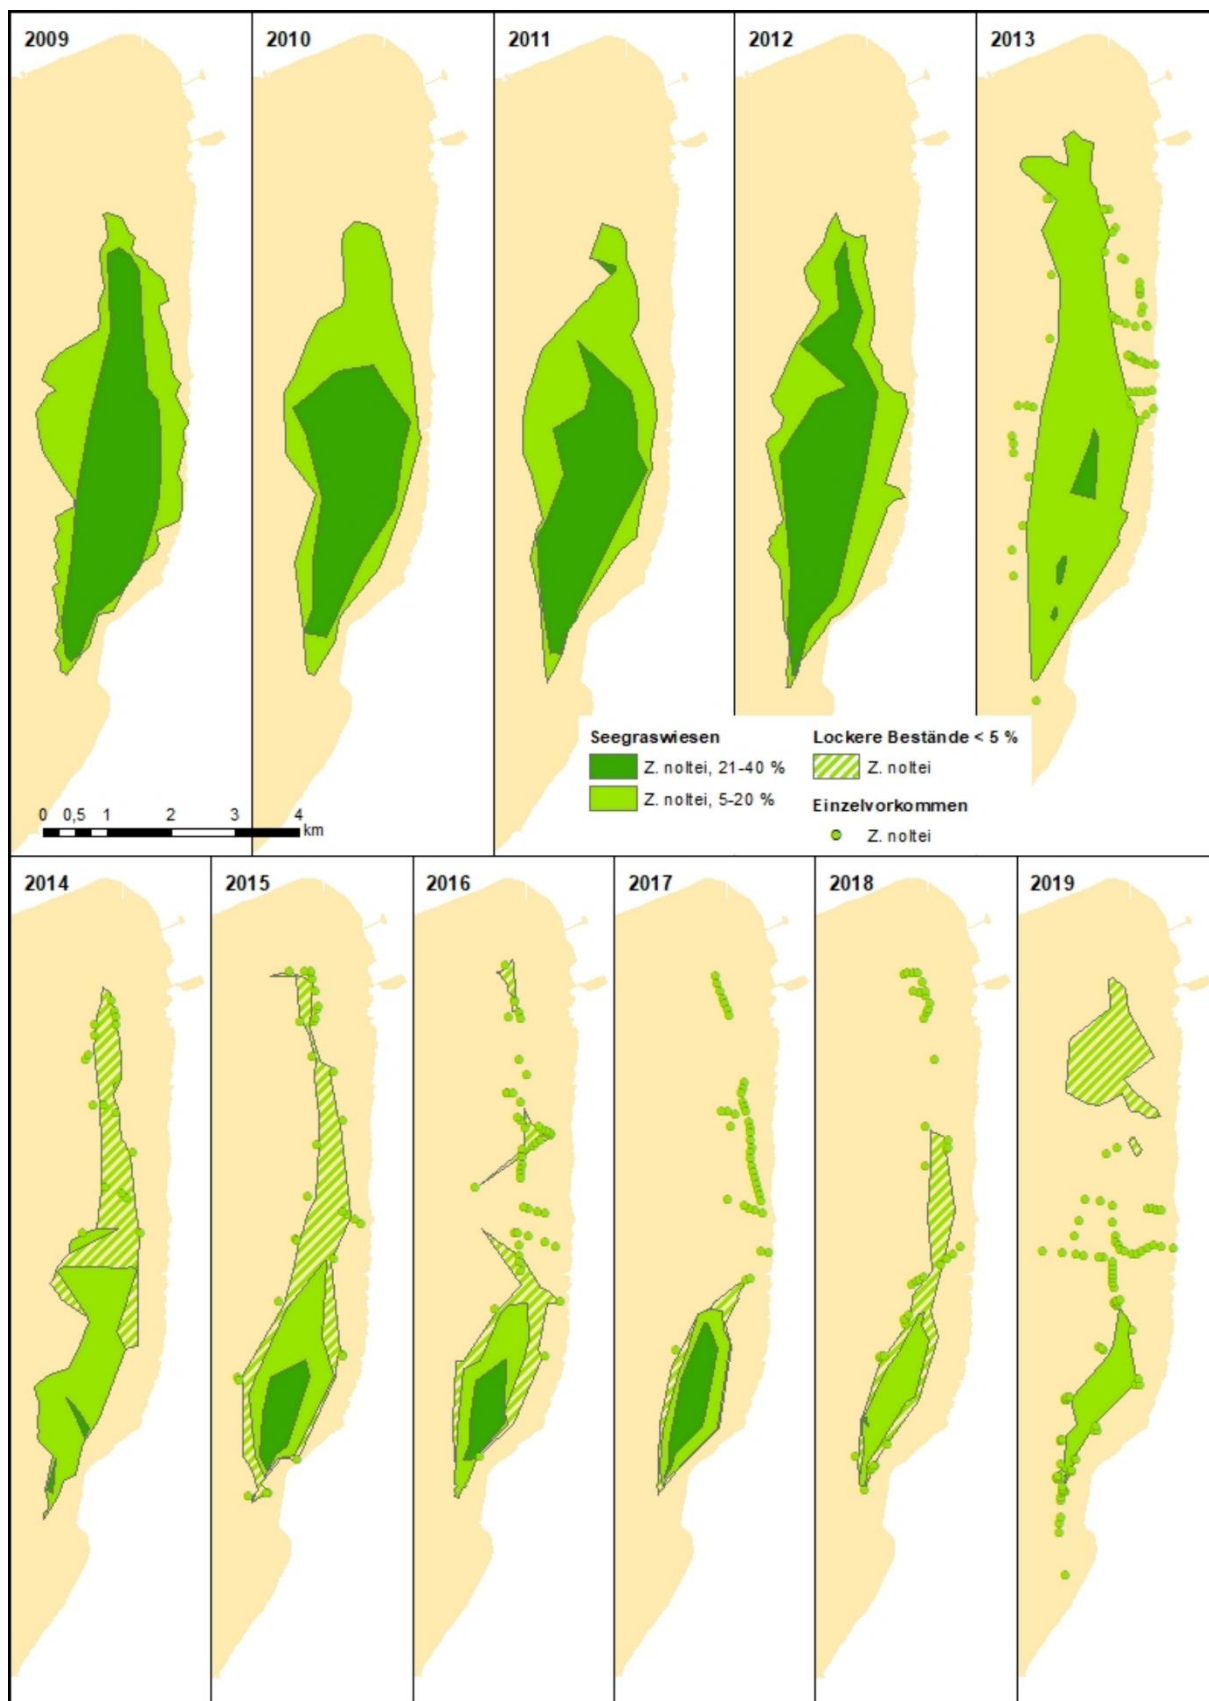 2009
2010
2011
2012
2013
Seegraswiesen
Z. noltei, 21-40 %
Z. noltei, 5-20 %
Lockere Bestände < 5 %
Z. noltei
Einzelvorkommen
Z. noltei
0 0,5 1 2 3 4
km
2014
2015
2016
2017
2018
2019